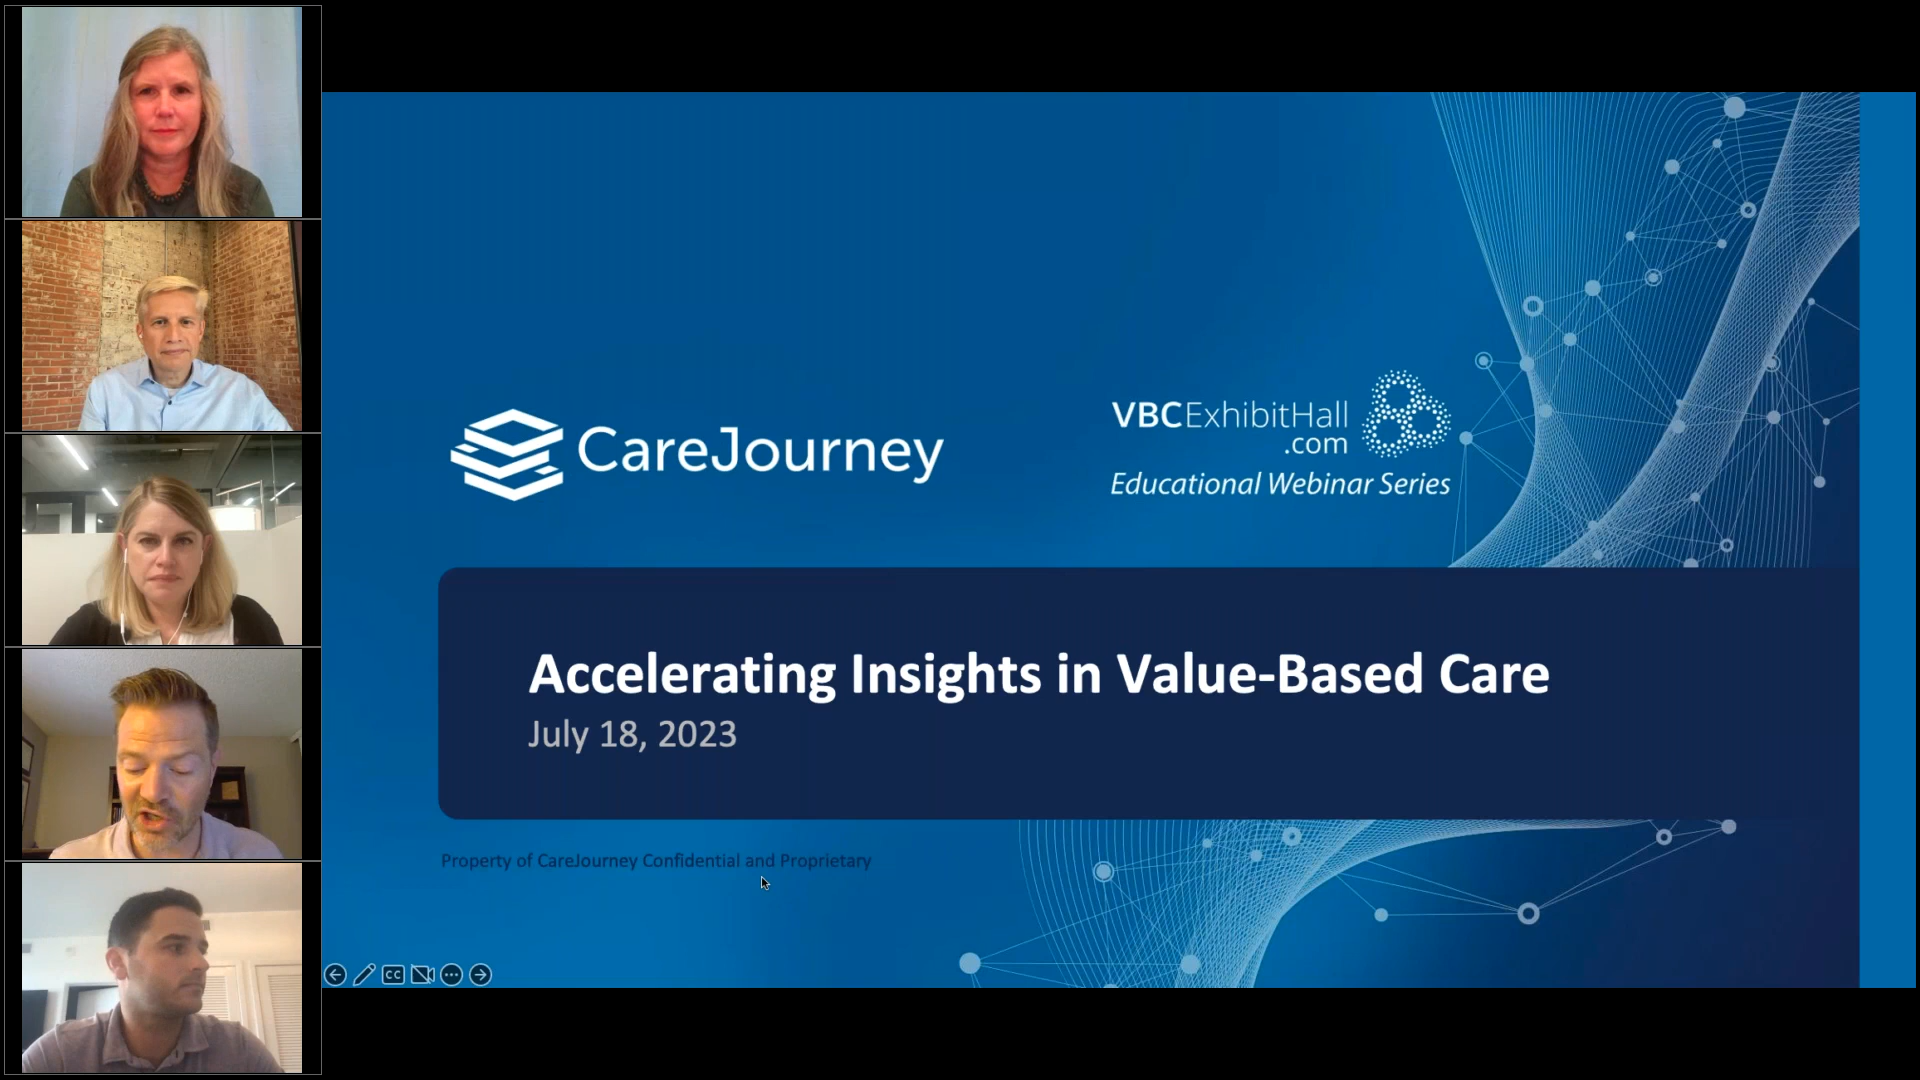 CareJourney
VBCExhibitHall
.com
Educational Webinar Series
Accelerating Insights in Value-Based Care
July 18, 2023
Property of CareJourney Confidential and Proprietary
CC